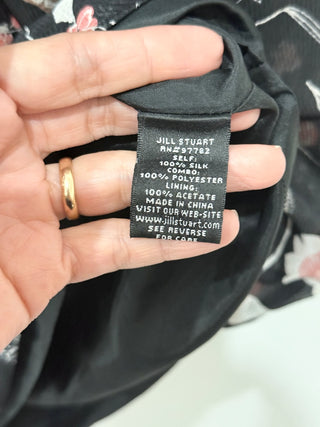 JILL STUART
RN#97782
SELF:
100% SILK
COMBO:
100% POLYESTER
LINING:
100% ACETATE
MADE IN CHINA
VISIT OUR WEB-SITE
www.jillstuart.com
SEE REVERSE
FOR CARE